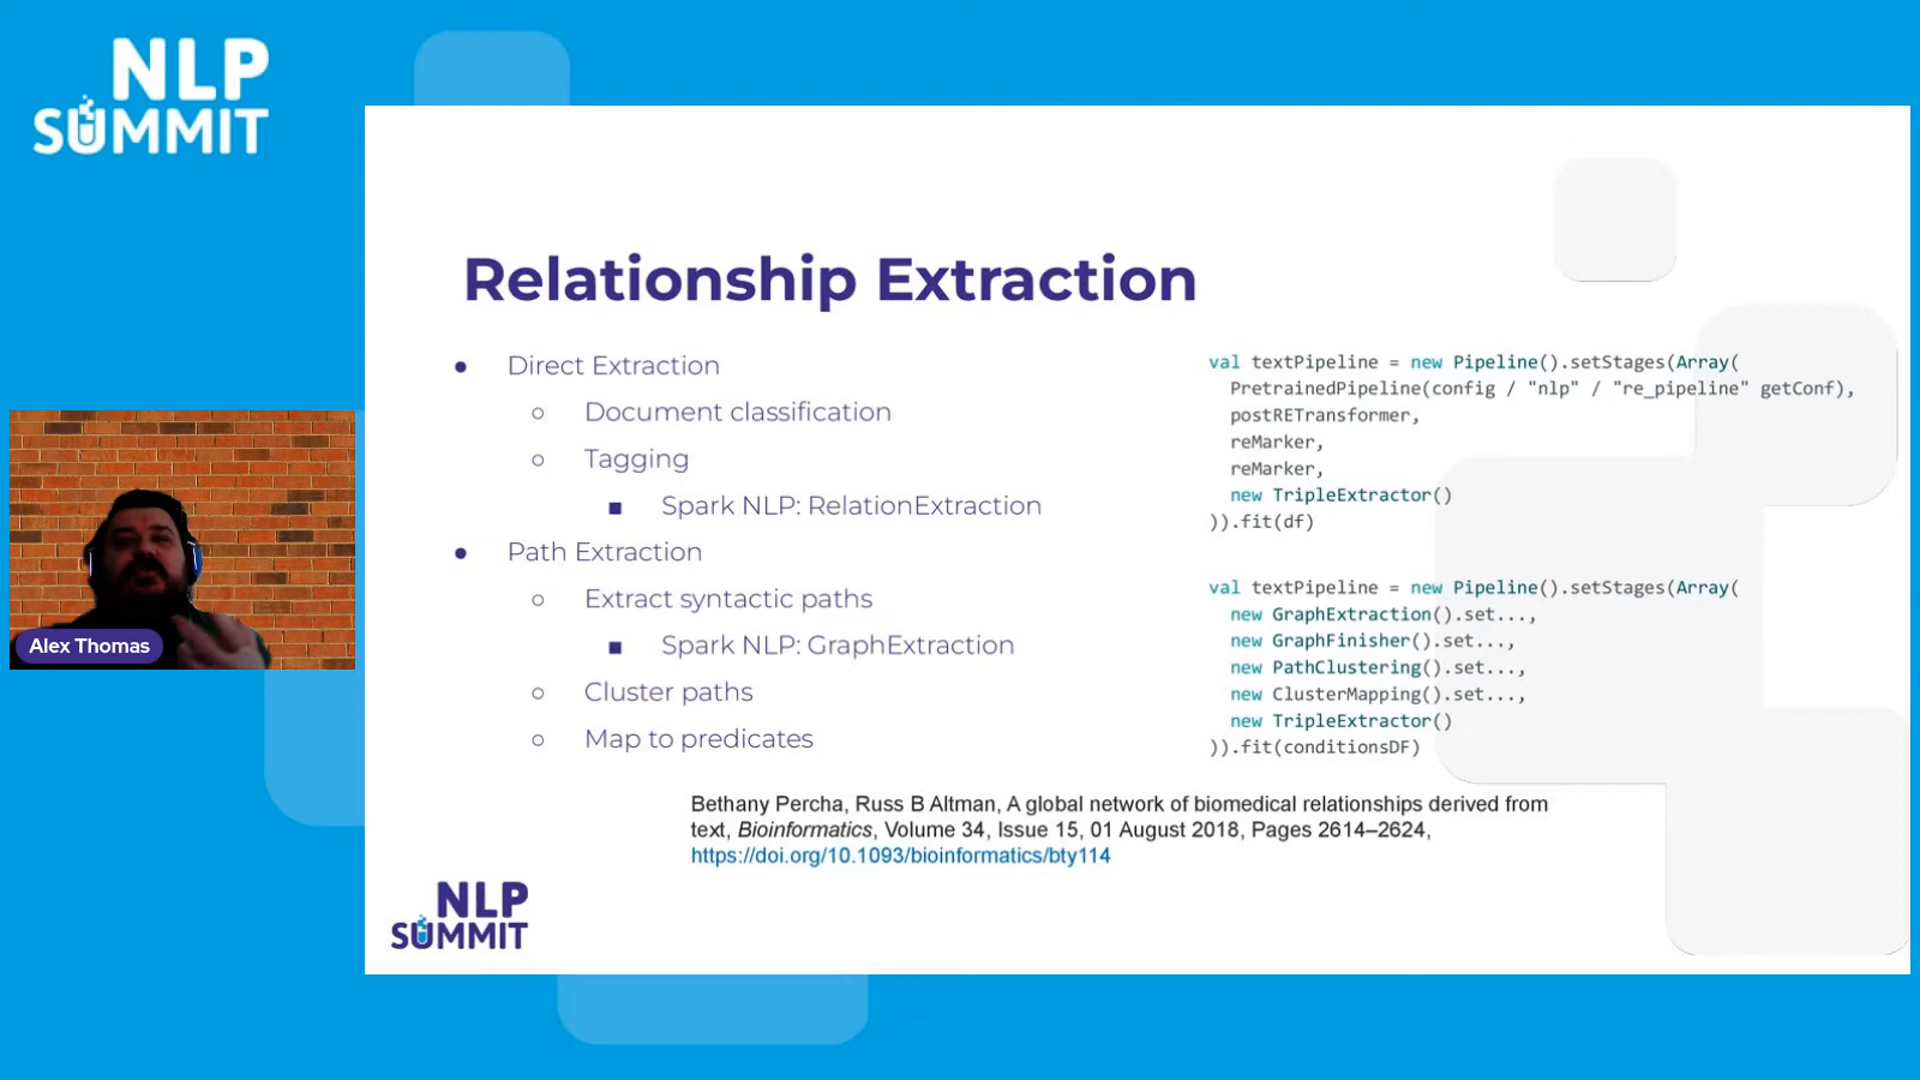 NLP
SUMMIT
Relationship Extraction
● Direct Extraction
○ Document classification
○ Tagging
■ Spark NLP: RelationExtraction
● Path Extraction
○ Extract syntactic paths
■ Spark NLP: GraphExtraction
○ Cluster paths
○ Map to predicates
val textPipeline = new Pipeline().setStages(Array(
PretrainedPipeline(config / "nlp" / "re_pipeline" getConf),
postRETransformer,
reMarker,
reMarker,
new TripleExtractor()
)).fit(df)
val textPipeline = new Pipeline().setStages(Array(
new GraphExtraction().set...,
new GraphFinisher().set...,
new PathClustering().set...,
new ClusterMapping().set...,
new TripleExtractor()
)).fit(conditionsDF)
Bethany Percha, Russ B Altman, A global network of biomedical relationships derived from
text, Bioinformatics, Volume 34, Issue 15, 01 August 2018, Pages 2614–2624,
https://doi.org/10.1093/bioinformatics/bty114
Alex Thomas
NLP
SUMMIT